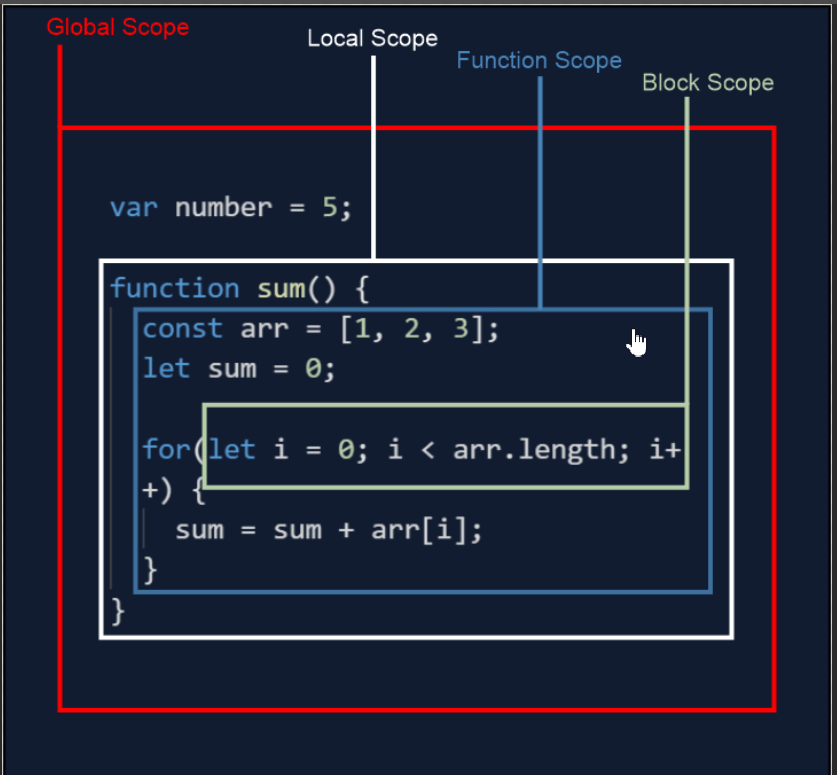 Global Scope
Local Scope
Function Scope
Block Scope
var number = 5;
function sum() {
const arr = [1, 2, 3];
let sum = 0;
for(let i = 0; i < arr.length; i+
+) {
sum = sum + arr[i];
}
}